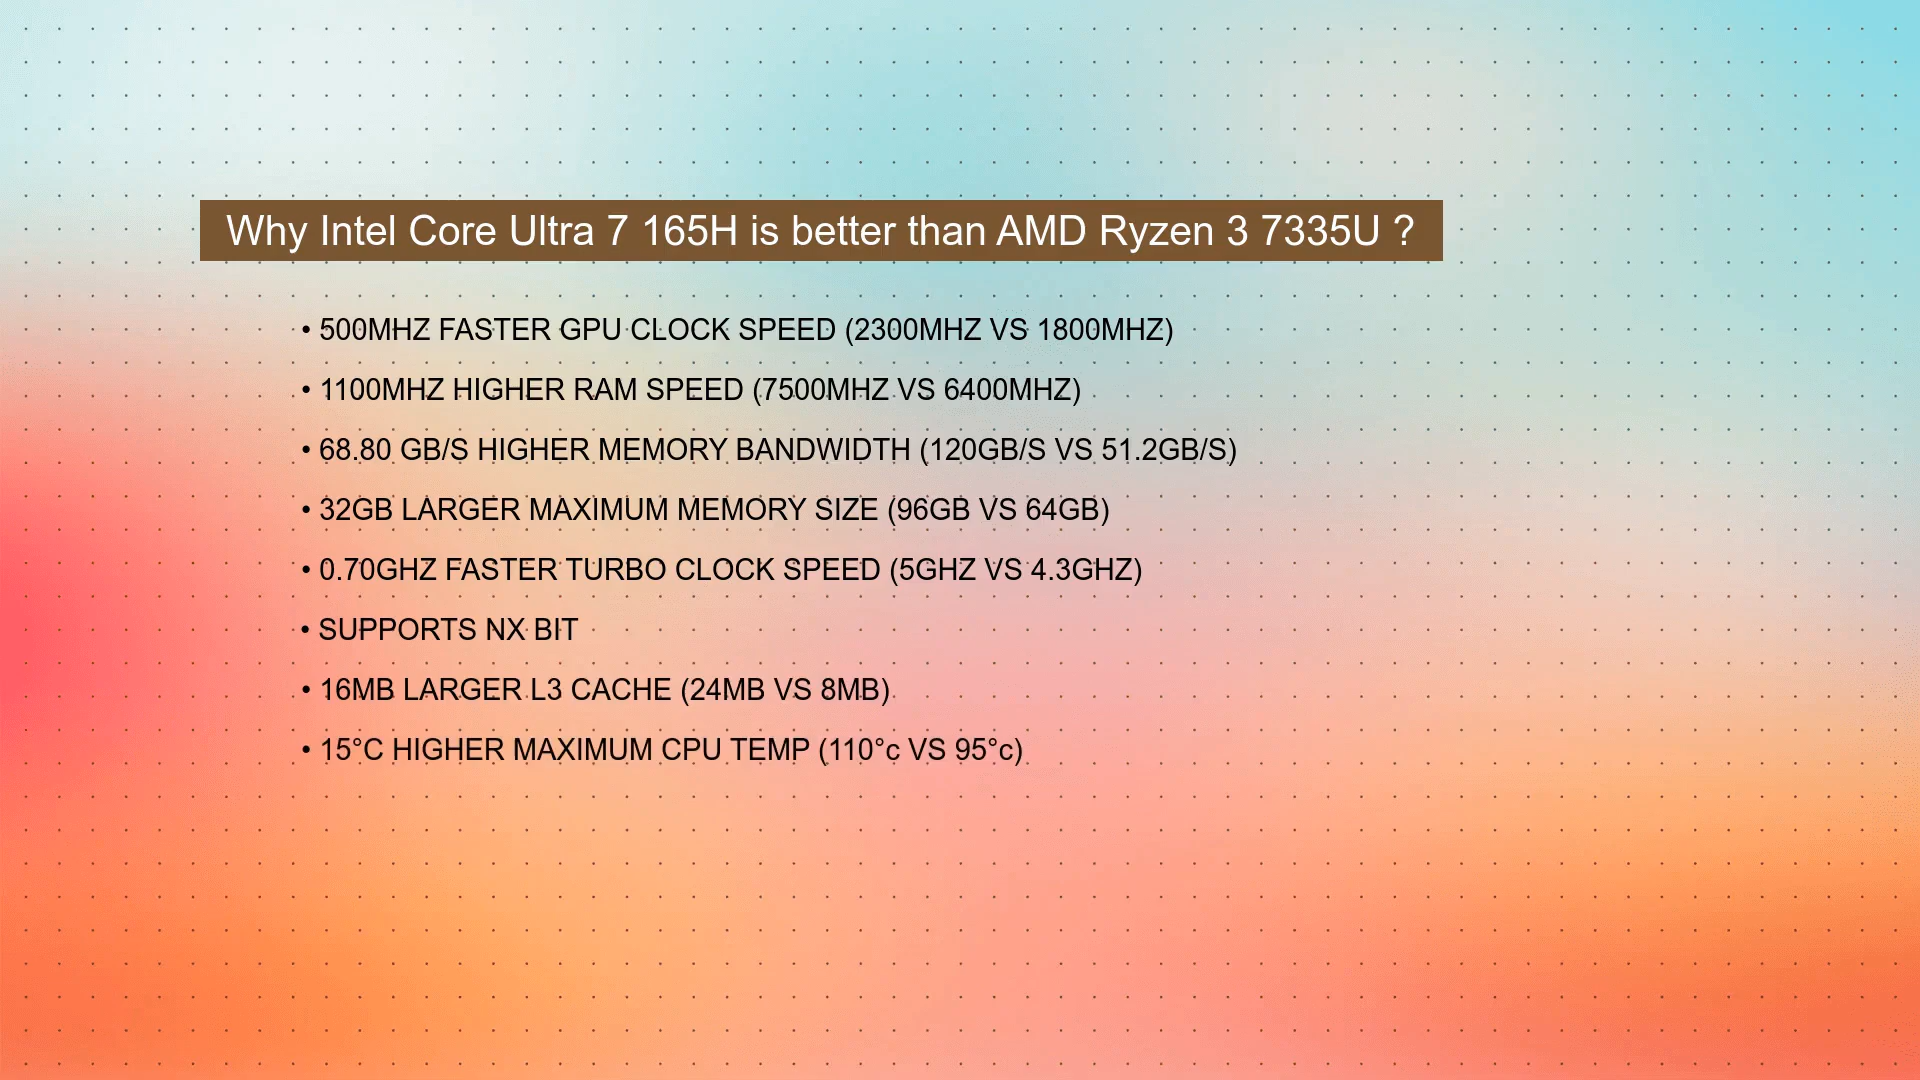 Why Intel Core Ultra 7 165H is better than AMD Ryzen 3 7335U ?
• 500MHZ FASTER GPU CLOCK SPEED (2300MHZ VS 1800MHZ)
• 1100MHZ HIGHER RAM SPEED (7500MHZ VS 6400MHZ)
• 68.80 GB/S HIGHER MEMORY BANDWIDTH (120GB/S VS 51.2GB/S)
• 32GB LARGER MAXIMUM MEMORY SIZE (96GB VS 64GB)
• 0.70GHZ FASTER TURBO CLOCK SPEED (5GHZ VS 4.3GHZ)
• SUPPORTS NX BIT
• 16MB LARGER L3 CACHE (24MB VS 8MB)
• 15°C HIGHER MAXIMUM CPU TEMP (110°c VS 95°c)